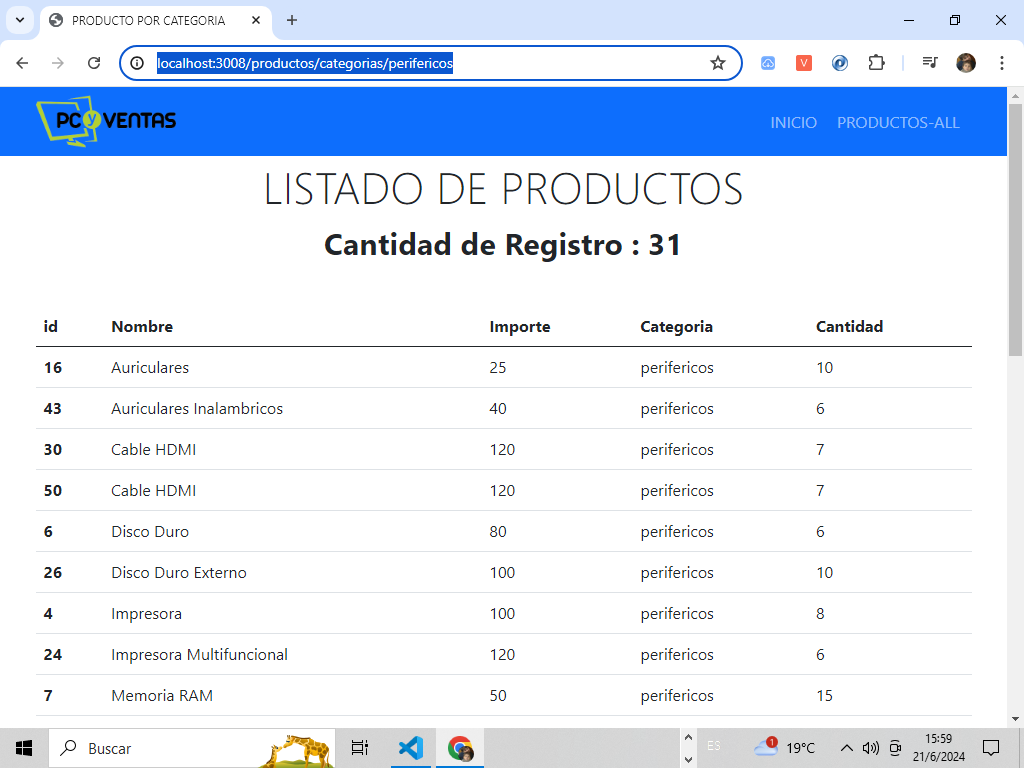 PRODUCTO POR CATEGORIA
localhost:3008/productos/categorias/perifericos
V
PC y VENTAS
INICIO PRODUCTOS-ALL
LISTADO DE PRODUCTOS
Cantidad de Registro : 31
id Nombre Importe Categoria Cantidad
16 Auriculares 25 perifericos 10
43 Auriculares Inalambricos 40 perifericos 6
30 Cable HDMI 120 perifericos 7
50 Cable HDMI 120 perifericos 7
6 Disco Duro 80 perifericos 6
26 Disco Duro Externo 100 perifericos 10
4 Impresora 100 perifericos 8
24 Impresora Multifuncional 120 perifericos 6
7 Memoria RAM 50 perifericos 15
Buscar
ES
1
19°C
15:59
21/6/2024